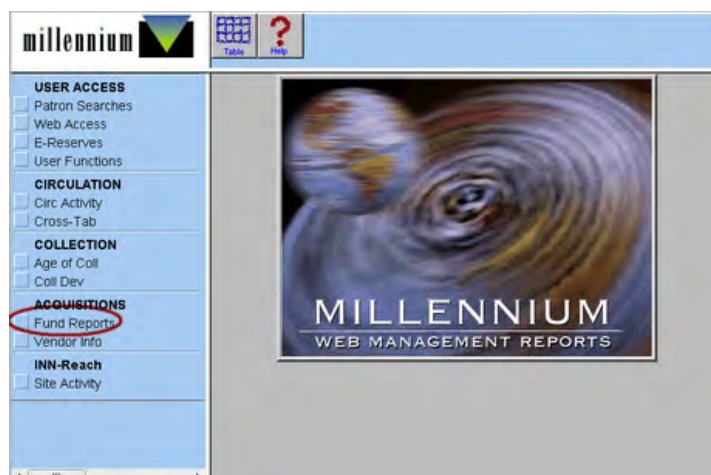 millennium
Table
Help
USER ACCESS
Patron Searches
Web Access
E-Reserves
User Functions
CIRCULATION
Circ Activity
Cross-Tab
COLLECTION
Age of Coll
Coll Dev
ACQUISITIONS
Fund Reports
Vendor Info
INN-Reach
Site Activity
MILLENNIUM
WEB MANAGEMENT REPORTS